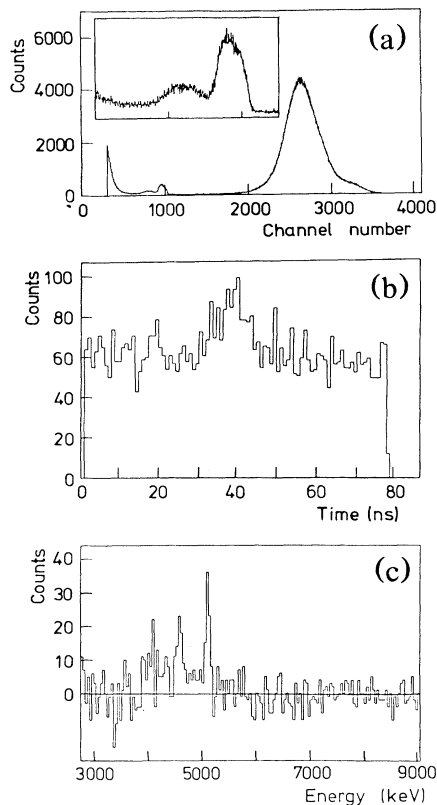 (a)
Counts
6000
4000
2000
0
0 1000 2000 3000 4000
Channel number
(b)
Counts
100
80
60
40
20
0
0 20 40 60 80
Time (ns)
(c)
Counts
40
30
20
10
0
3000 5000 7000 9000
Energy (keV)